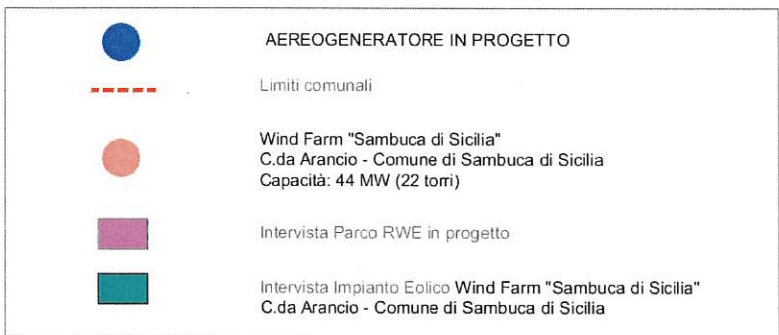 AEREOGENERATORE IN PROGETTO
Limiti comunali
Wind Farm "Sambuca di Sicilia"
C.da Arancio - Comune di Sambuca di Sicilia
Capacità: 44 MW (22 torri)
Intervista Parco RWE in progetto
Intervista Impianto Eolico Wind Farm "Sambuca di Sicilia"
C.da Arancio - Comune di Sambuca di Sicilia